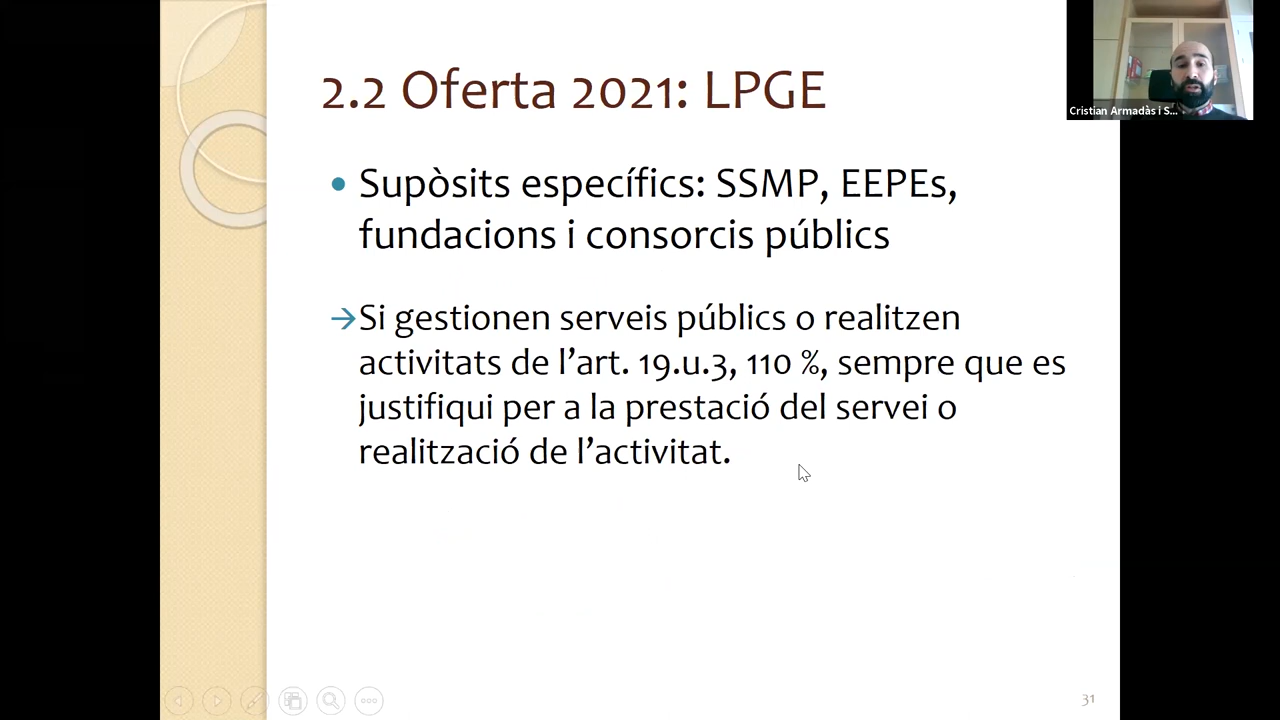 2.2 Oferta 2021: LPGE
Cristian Armadàs i S...
• Supòsits específics: SSMP, EEPEs,
fundacions i consorcis públics
→Si gestionen serveis públics o realitzen
activitats de l’art. 19.u.3, 110 %, sempre que es
justifiqui per a la prestació del servei o
realització de l’activitat.
31